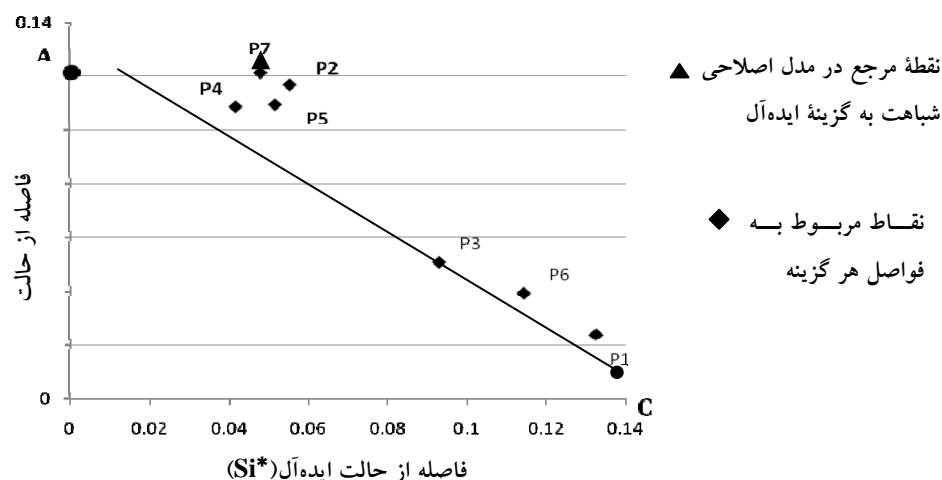 0.14
A
P7
P2
P4
P5
P3
P6
P1
C
0
0 0.02 0.04 0.06 0.08 0.1 0.12 0.14
فاصله از حالت
فاصله از حالت ایده‌آل(Si*)
نقطهٔ مرجع در مدل اصلاحی
شباهت به گزینهٔ ایده‌آل
نقــاط مربــوط بــه
فواصل هر گزینه